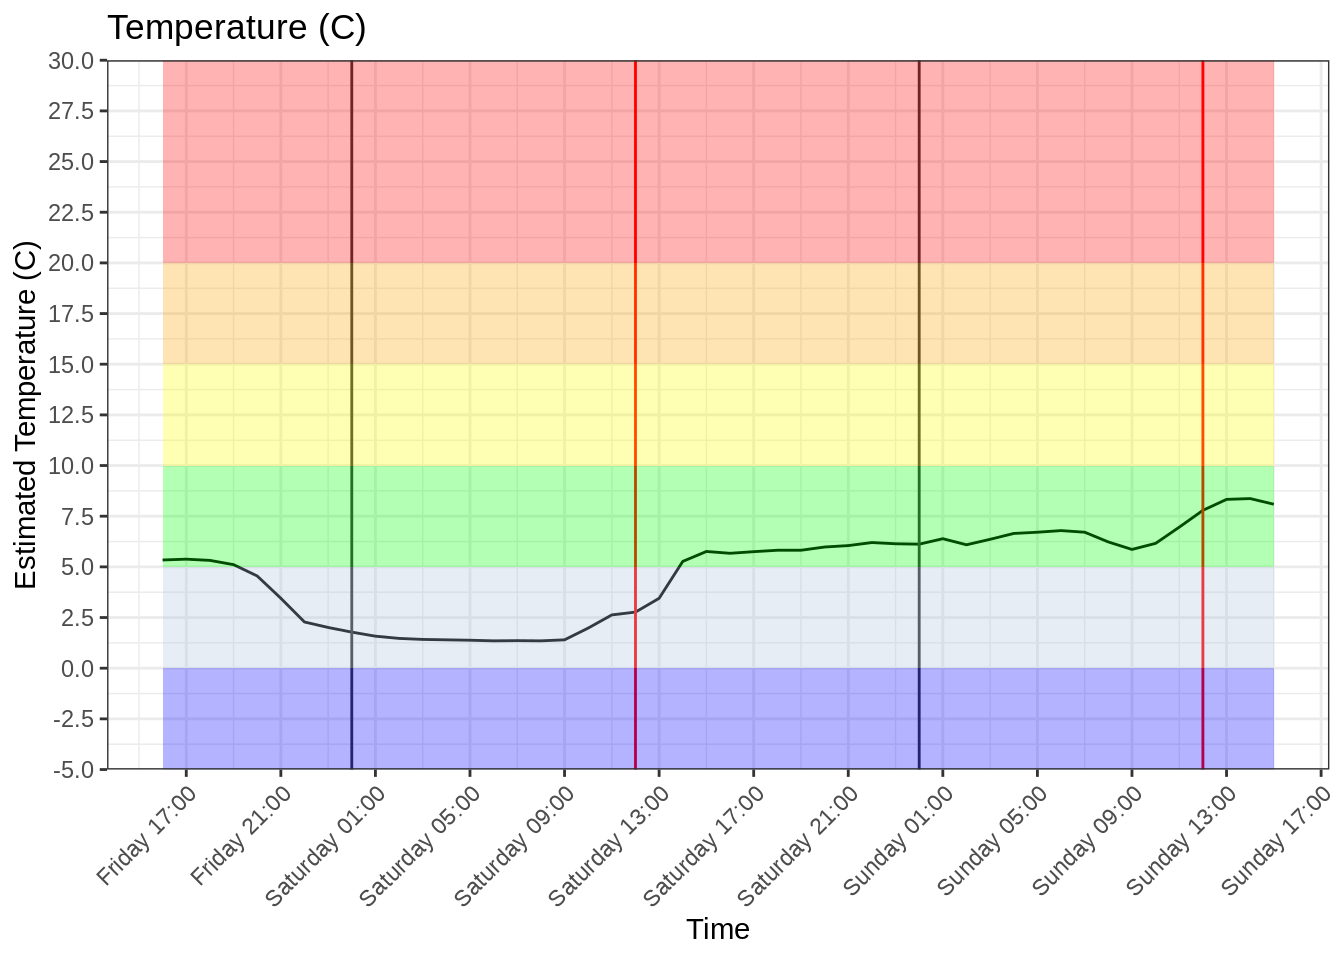 Temperature (C)
Estimated Temperature (C)
30.0
27.5
25.0
22.5
20.0
17.5
15.0
12.5
10.0
7.5
5.0
2.5
0.0
-2.5
-5.0
Friday 17:00
Friday 21:00
Saturday 01:00
Saturday 05:00
Saturday 09:00
Saturday 13:00
Saturday 17:00
Saturday 21:00
Sunday 01:00
Sunday 05:00
Sunday 09:00
Sunday 13:00
Sunday 17:00
Time